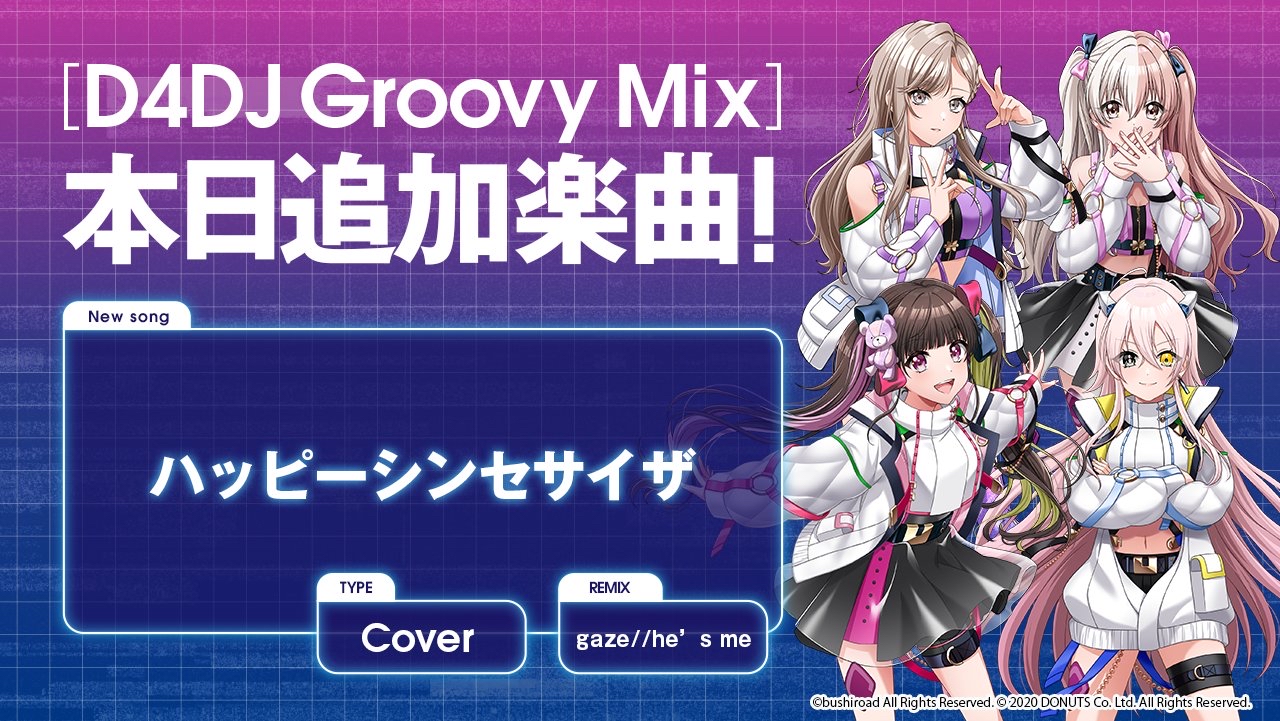 [D4DJ Groovy Mix]
本日追加楽曲!
New song
ハッピーシンセサイザ
TYPE
Cover
REMIX
gaze//he’s me
©bushiroad All Rights Reserved. © 2020 DONUTS Co. Ltd. All Rights Reserved.